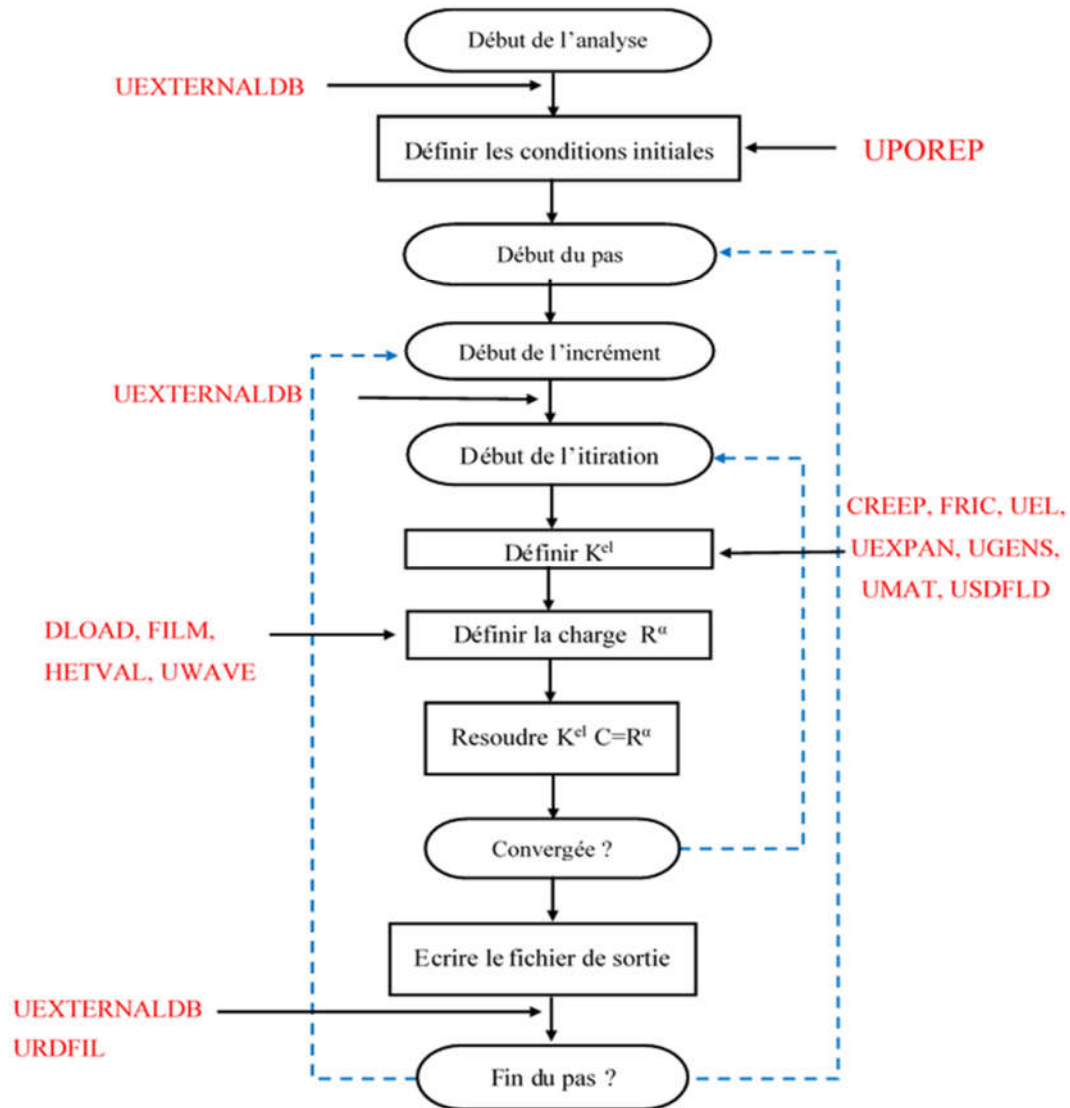 Début de l'analyse
UEXTERNALDB
Définir les conditions initiales
UPOREP
Début du pas
Début de l'incrément
UEXTERNALDB
Début de l'itiration
CREEP, FRIC, UEL,
UEXPAN, UGENS,
UMAT, USDFLD
Définir Kᵉˡ
DLOAD, FILM,
HETVAL, UWAVE
Définir la charge Rᵅ
Resoudre Kᵉˡ C=Rᵅ
Convergée ?
Ecrire le fichier de sortie
UEXTERNALDB
URDFIL
Fin du pas ?